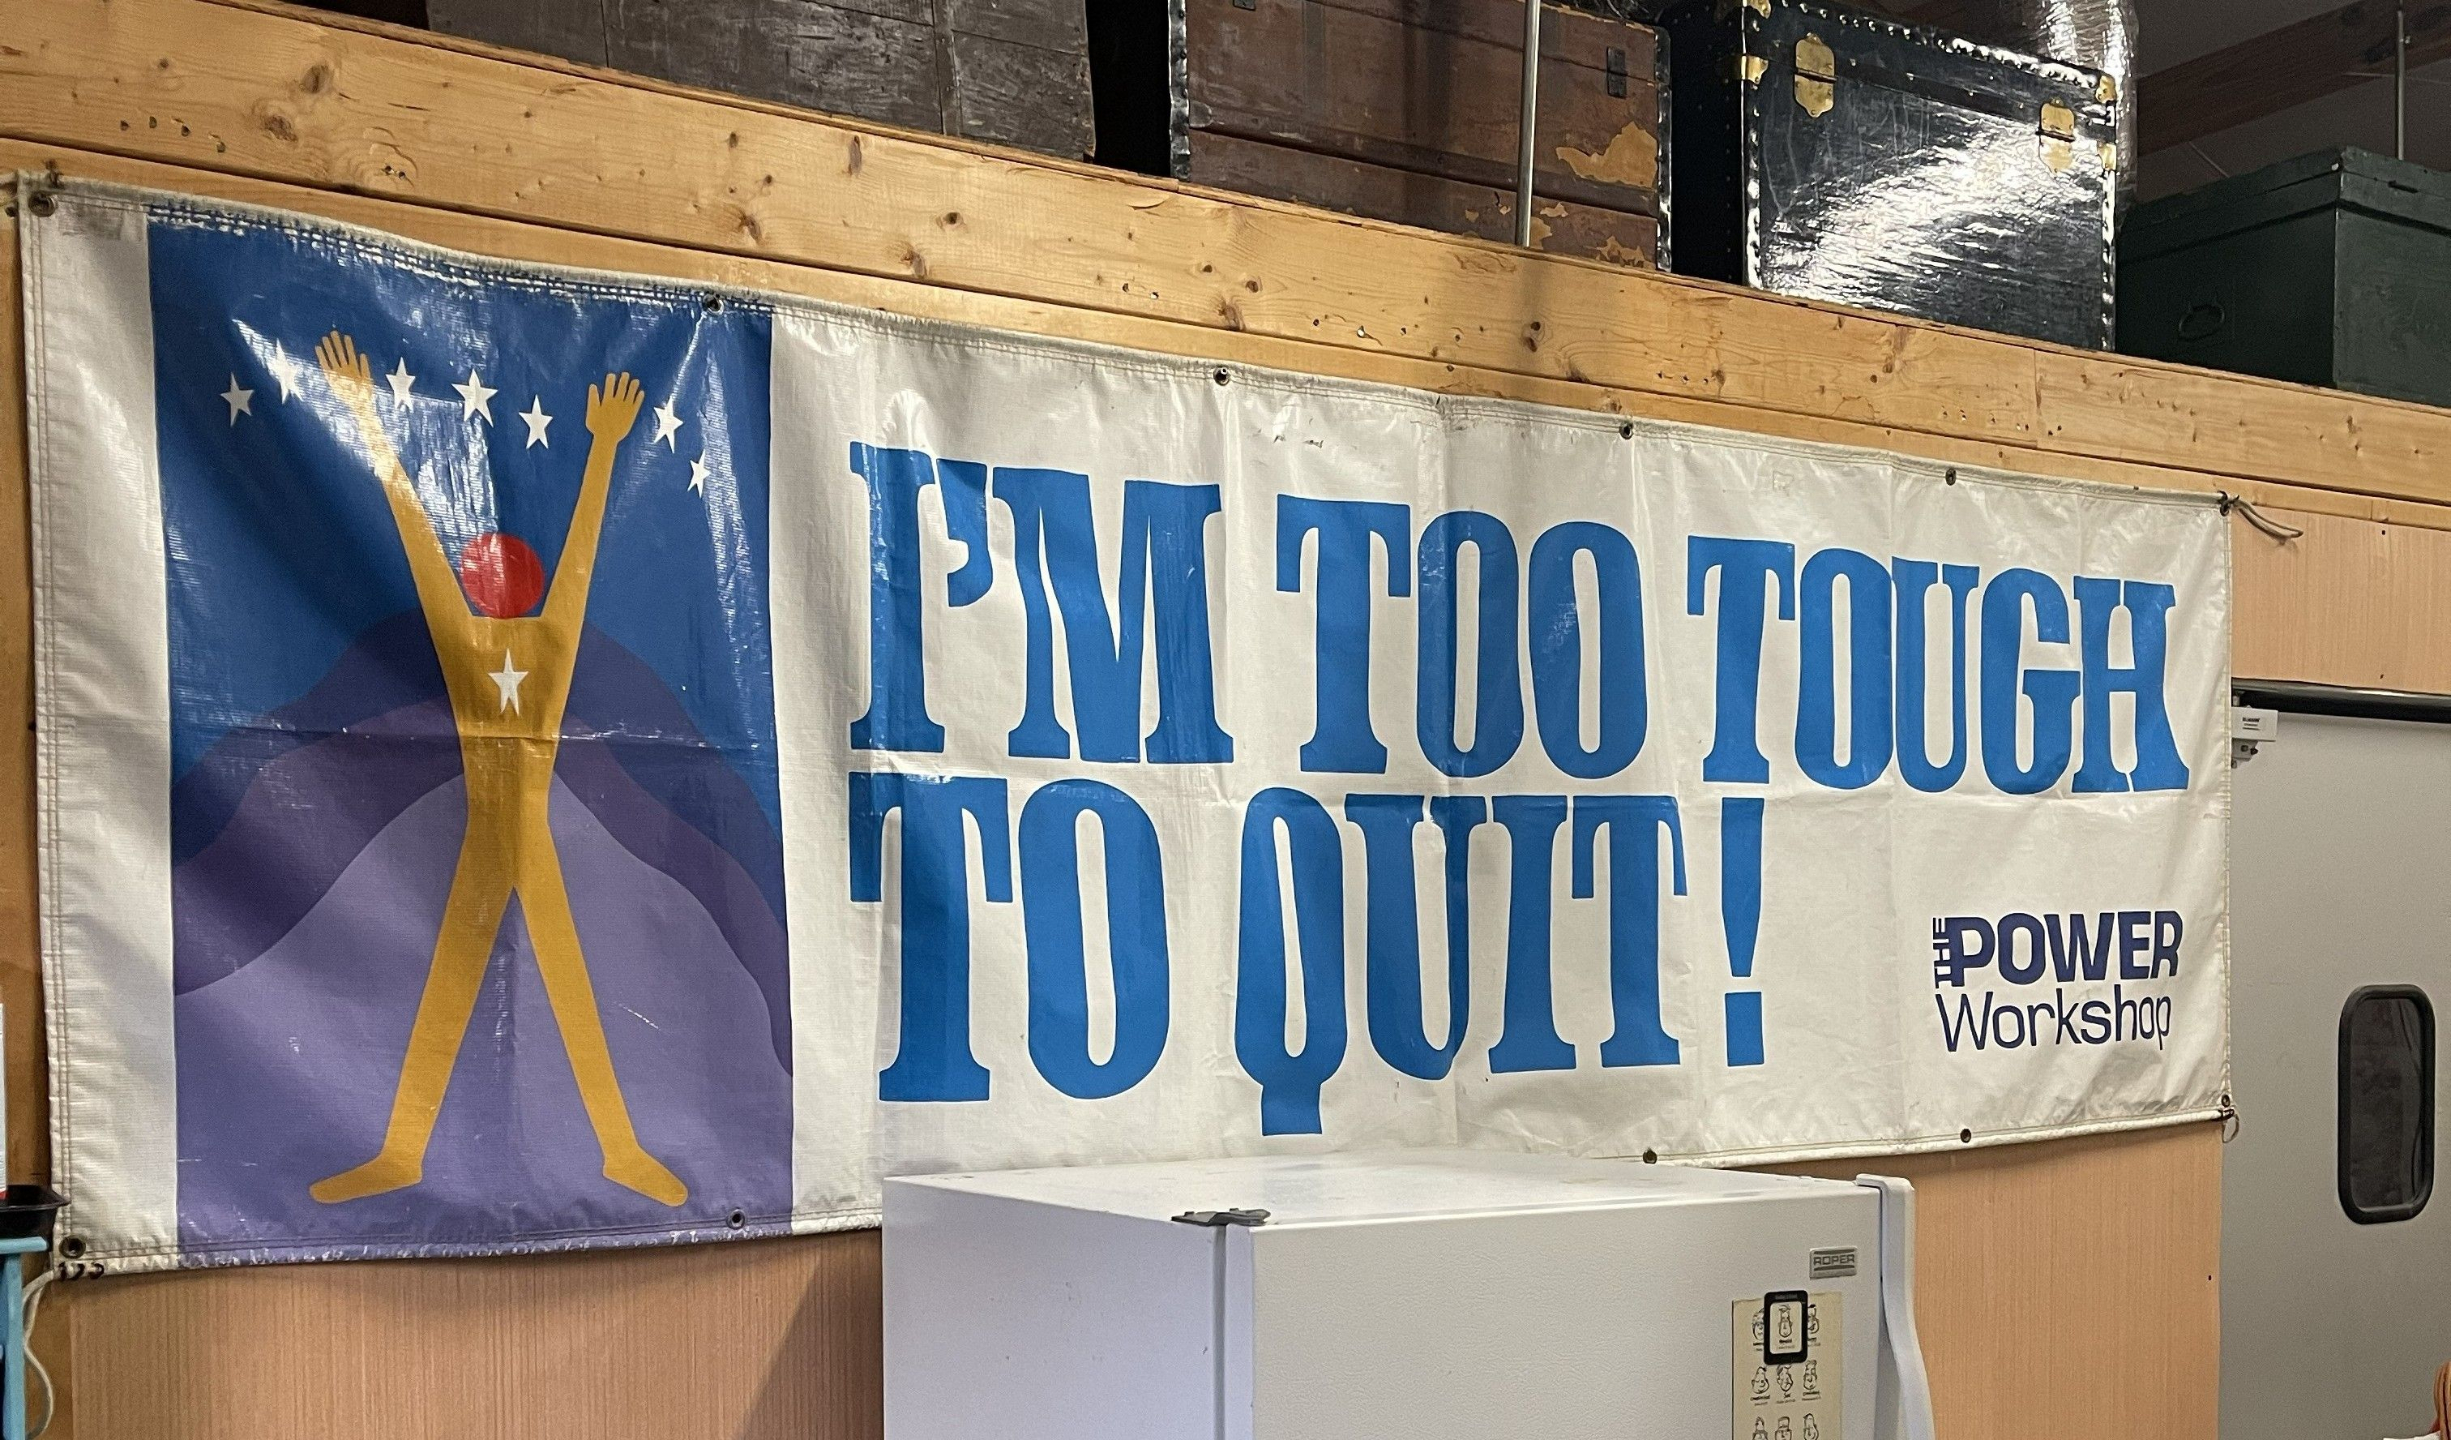 I'M TOO TOUGH
TO QUIT!
THE POWER
Workshop
ROPER